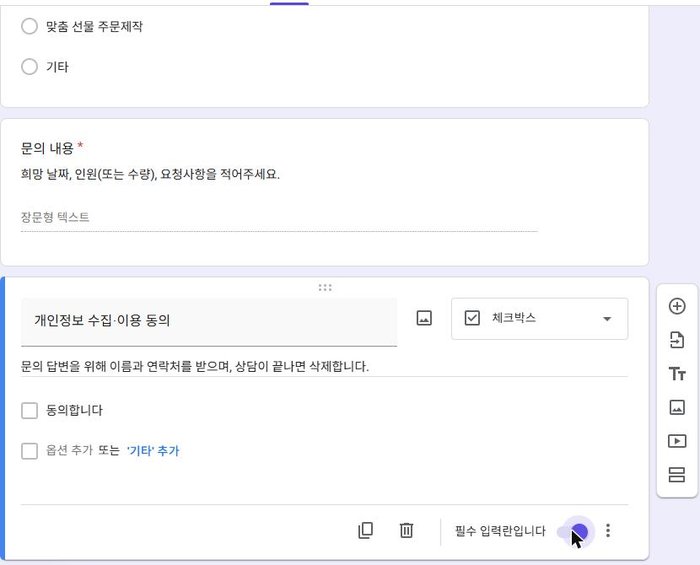 맞춤 선물 주문제작
기타
문의 내용 *
희망 날짜, 인원(또는 수량), 요청사항을 적어주세요.
장문형 텍스트
개인정보 수집·이용 동의
체크박스
문의 답변을 위해 이름과 연락처를 받으며, 상담이 끝나면 삭제합니다.
동의합니다
옵션 추가 또는 '기타' 추가
필수 입력란입니다
Tт